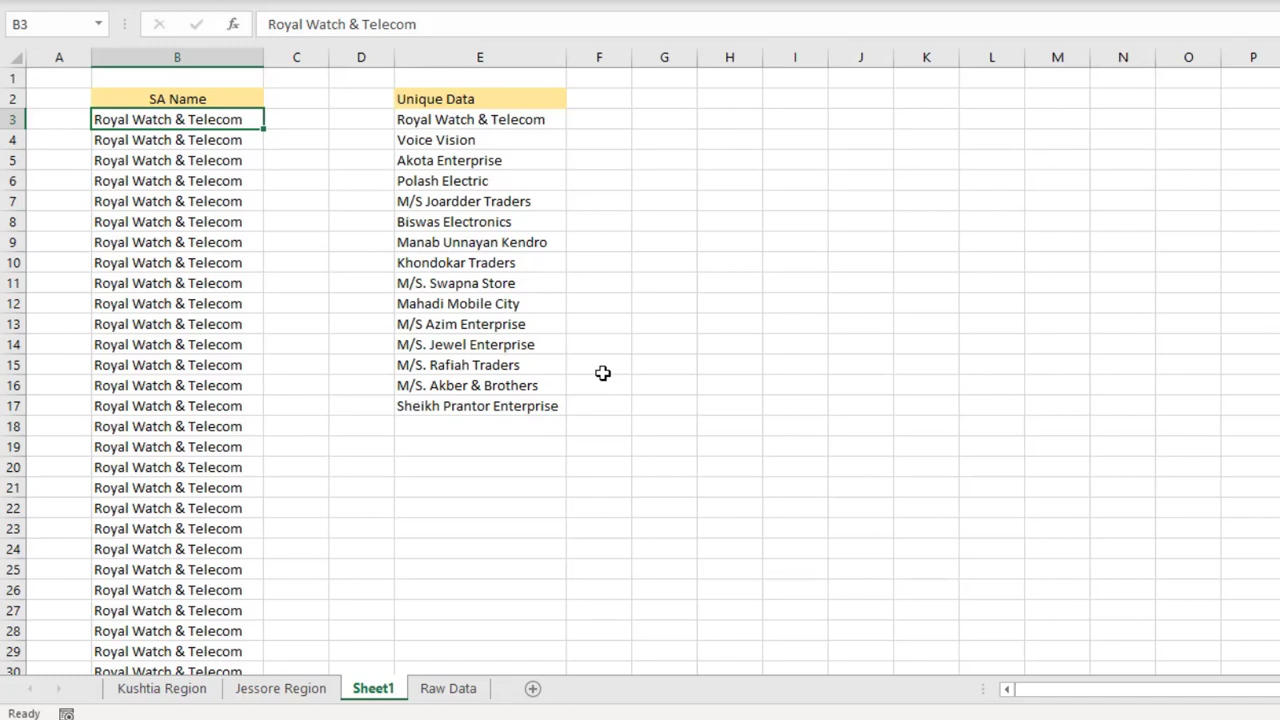 B3 fx Royal Watch & Telecom
A B C D E F G H I J K L M N O P
1
2 SA Name Unique Data
3 Royal Watch & Telecom Royal Watch & Telecom
4 Royal Watch & Telecom Voice Vision
5 Royal Watch & Telecom Akota Enterprise
6 Royal Watch & Telecom Polash Electric
7 Royal Watch & Telecom M/S Joardder Traders
8 Royal Watch & Telecom Biswas Electronics
9 Royal Watch & Telecom Manab Unnayan Kendro
10 Royal Watch & Telecom Khondokar Traders
11 Royal Watch & Telecom M/S. Swapna Store
12 Royal Watch & Telecom Mahadi Mobile City
13 Royal Watch & Telecom M/S Azim Enterprise
14 Royal Watch & Telecom M/S. Jewel Enterprise
15 Royal Watch & Telecom M/S. Rafiah Traders
16 Royal Watch & Telecom M/S. Akber & Brothers
17 Royal Watch & Telecom Sheikh Prantor Enterprise
18 Royal Watch & Telecom
19 Royal Watch & Telecom
20 Royal Watch & Telecom
21 Royal Watch & Telecom
22 Royal Watch & Telecom
23 Royal Watch & Telecom
24 Royal Watch & Telecom
25 Royal Watch & Telecom
26 Royal Watch & Telecom
27 Royal Watch & Telecom
28 Royal Watch & Telecom
29 Royal Watch & Telecom
30 Royal Watch & Telecom
Kushtia Region Jessore Region Sheet1 Raw Data
Ready